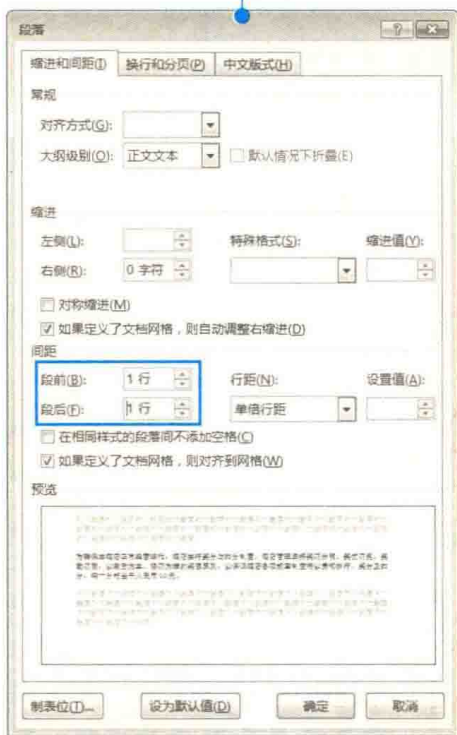 段落
缩进和间距(I) 换行和分页(P) 中文版式(H)
常规
对齐方式(G):
大纲级别(O): 正文文本 默认情况下折叠(E)
缩进
左侧(L): 特殊格式(S): 缩进值(Y):
右侧(R): 0 字符
对称缩进(M)
如果定义了文档网格，则自动调整右缩进(D)
间距
段前(B): 1 行 行距(N): 设置值(A):
段后(F): 1 行 单倍行距
在相同样式的段落间不添加空格(C)
如果定义了文档网格，则对齐到网格(W)
预览
制表位(T)... 设为默认值(D) 确定 取消